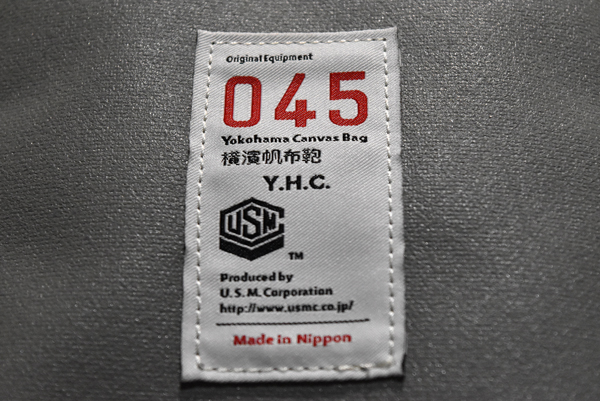 Original Equipment
045
Yokohama Canvas Bag
横濱帆布鞄
Y.H.C.
USMC
TM
Produced by
U.S.M. Corporation
http://www.usmc.co.jp/
Made in Nippon